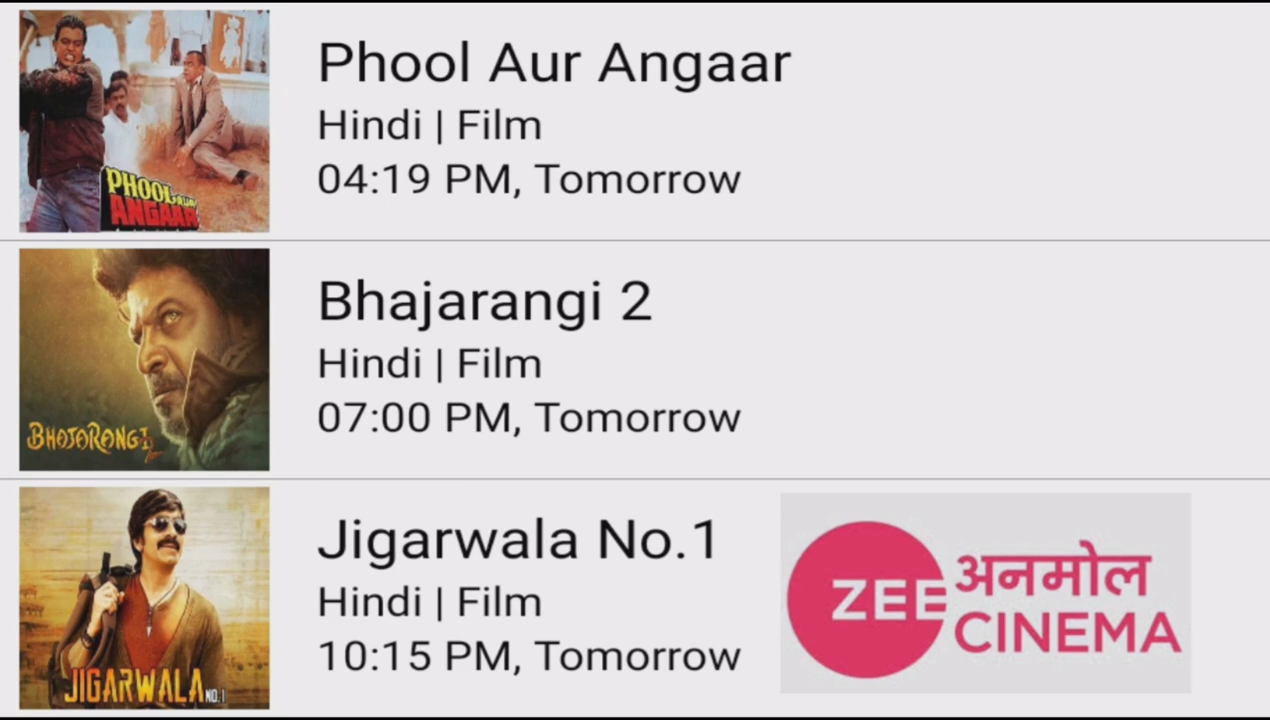 PHOOL AUR
ANGAAR
Phool Aur Angaar
Hindi | Film
04:19 PM, Tomorrow
BHAJARANGI 2
Bhajarangi 2
Hindi | Film
07:00 PM, Tomorrow
JIGARWALA NO.1
Jigarwala No.1
Hindi | Film
10:15 PM, Tomorrow
ZEE
अनमोल
CINEMA